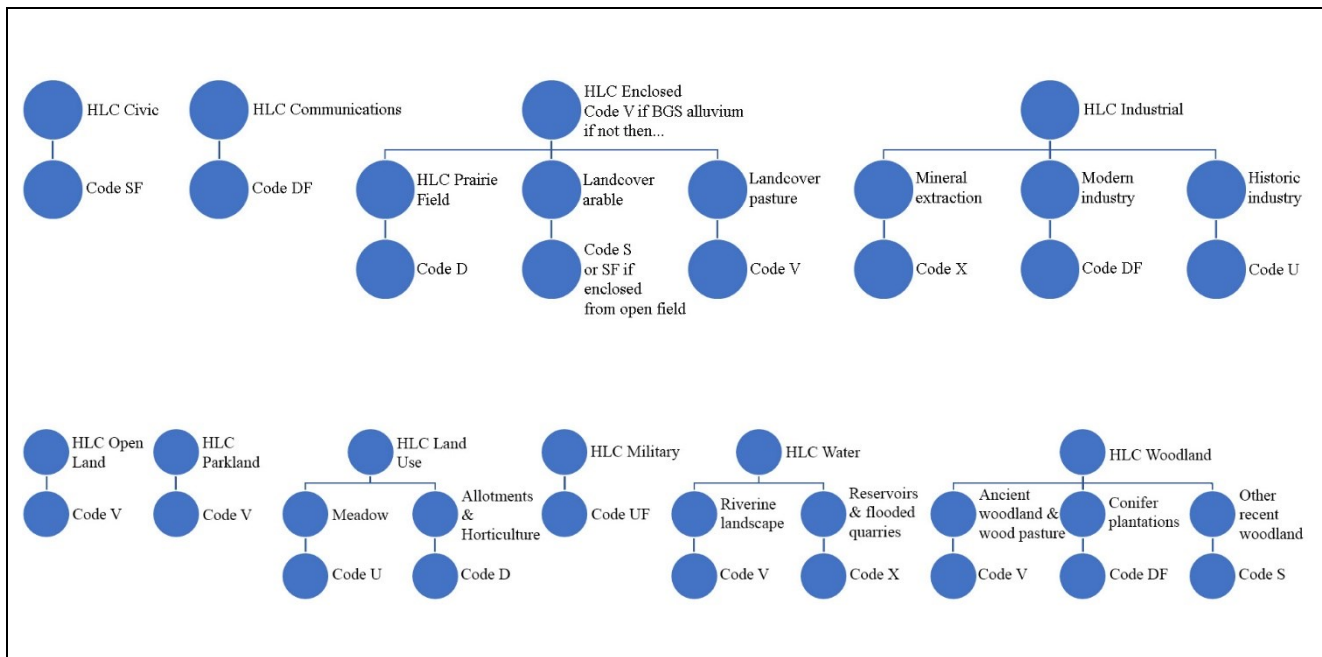 HLC Civic
Code SF
HLC Communications
Code DF
HLC Enclosed
Code V if BGS alluvium
if not then...
HLC Prairie
Field
Code D
Landcover
arable
Code S
or SF if
enclosed
from open field
Landcover
pasture
Code V
HLC Industrial
Mineral
extraction
Code X
Modern
industry
Code DF
Historic
industry
Code U
HLC Open
Land
Code V
HLC
Parkland
Code V
HLC Land
Use
Meadow
Code U
Allotments
&
Horticulture
Code D
HLC Military
Code UF
HLC Water
Riverine
landscape
Code V
Reservoirs
& flooded
quarries
Code X
HLC Woodland
Ancient
woodland &
wood pasture
Code V
Conifer
plantations
Code DF
Other
recent
woodland
Code S